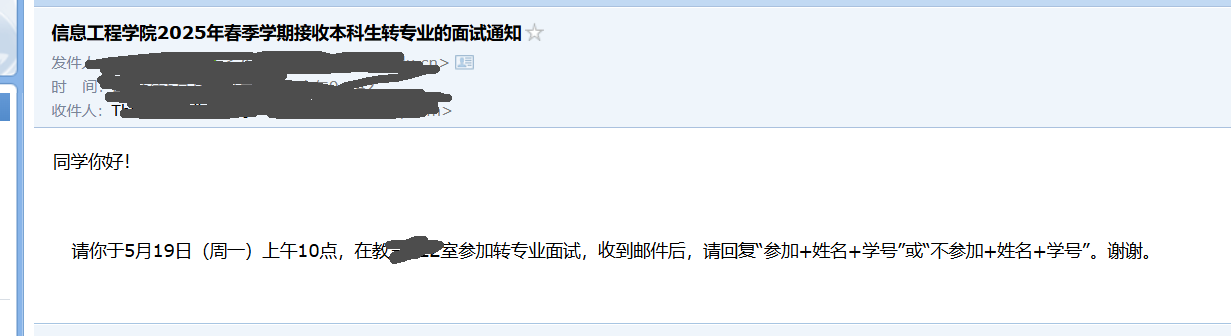 信息工程学院2025年春季学期接收本科生转专业的面试通知
发件人
cn>
时 间:
收件人: T
cn>
同学你好!
请你于5月19日(周一)上午10点,在教室参加转专业面试,收到邮件后,请回复“参加+姓名+学号”或“不参加+姓名+学号”。谢谢。